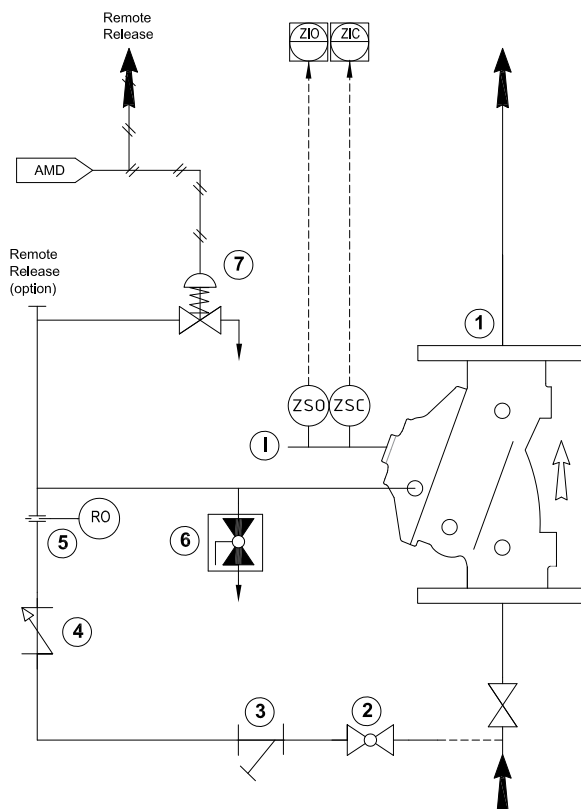 Remote
Release
ZIO
ZIC
AMD
Remote
Release
(option)
7
1
ZSO
ZSC
I
RO
5
6
4
3
2